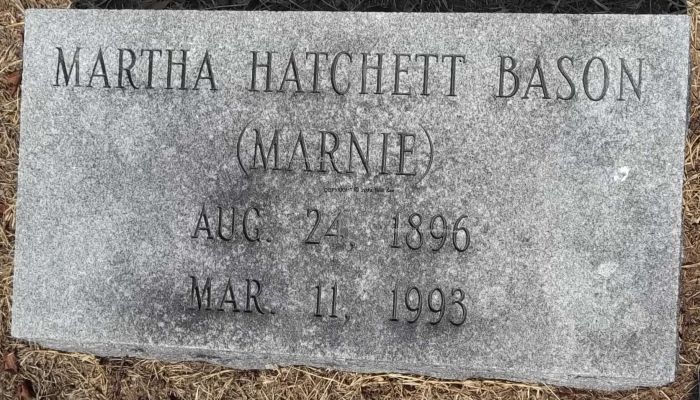 MARTHA HATCHETT BASON
(MARNIE)
AUG. 24, 1896
MAR. 11, 1993